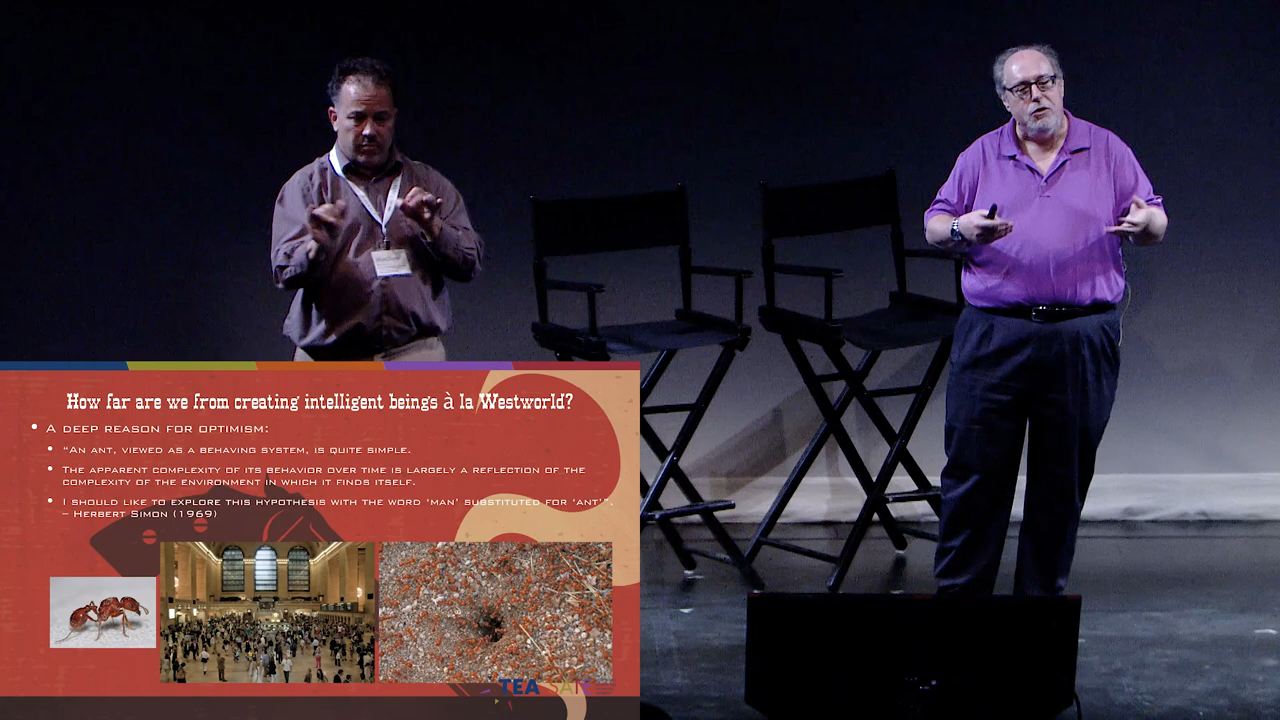 How far are we from creating intelligent beings à la Westworld?
• A DEEP REASON FOR OPTIMISM:
• “AN ANT, VIEWED AS A BEHAVING SYSTEM, IS QUITE SIMPLE.
• THE APPARENT COMPLEXITY OF ITS BEHAVIOR OVER TIME IS LARGELY A REFLECTION OF THE
COMPLEXITY OF THE ENVIRONMENT IN WHICH IT FINDS ITSELF.
• I SHOULD LIKE TO EXPLORE THIS HYPOTHESIS WITH THE WORD ‘MAN’ SUBSTITUTED FOR ‘ANT’”.
– HERBERT SIMON (1969)
TEA